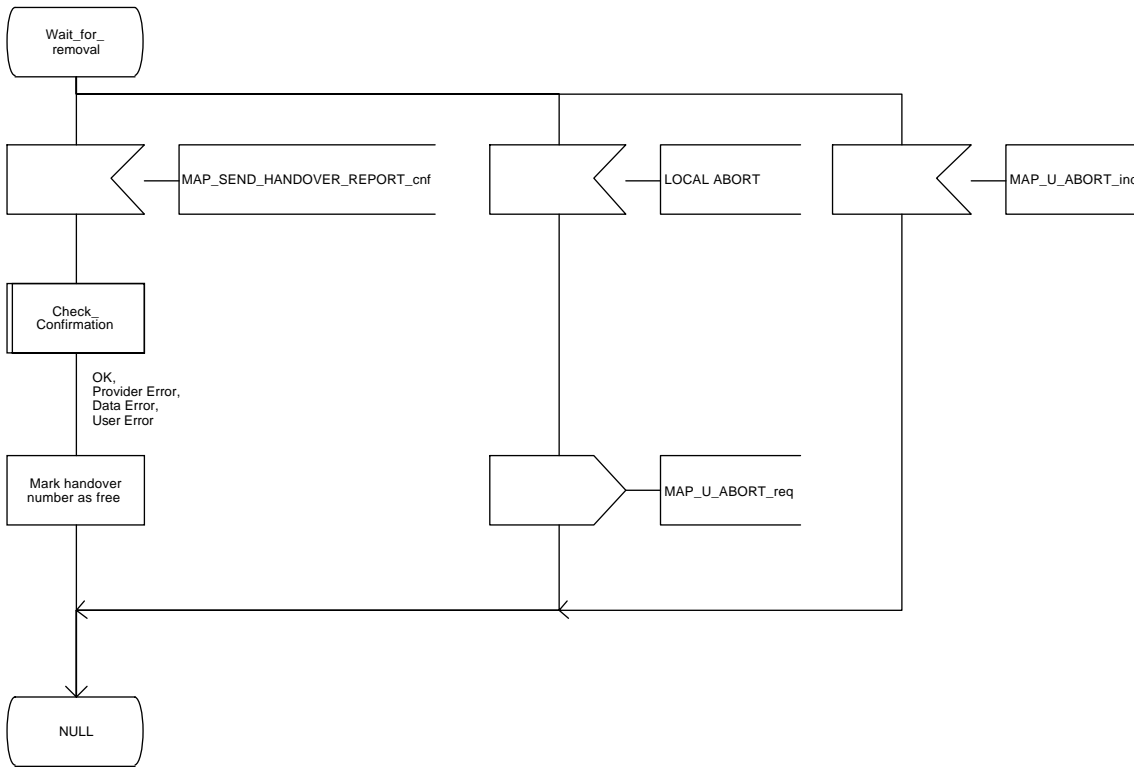 Wait_for_
removal
MAP_SEND_HANDOVER_REPORT_cnf
LOCAL ABORT
MAP_U_ABORT_ind
Check_
Confirmation
OK,
Provider Error,
Data Error,
User Error
Mark handover
number as free
MAP_U_ABORT_req
NULL